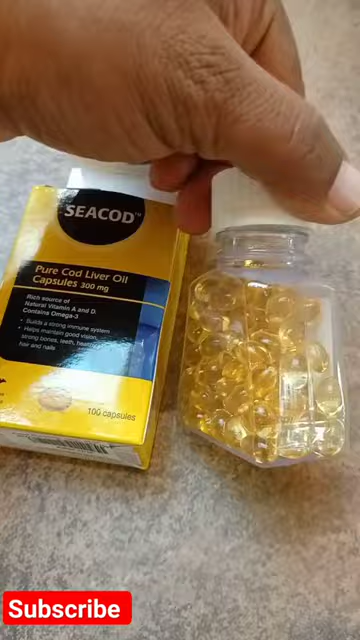 SEACOD™
Pure Cod Liver Oil
Capsules 300 mg
Rich source of
Natural Vitamin A and D.
Contains Omega-3
• Builds a strong immune system
• Helps maintain good vision,
strong bones, teeth,
hair and nails
100 capsules
Subscribe